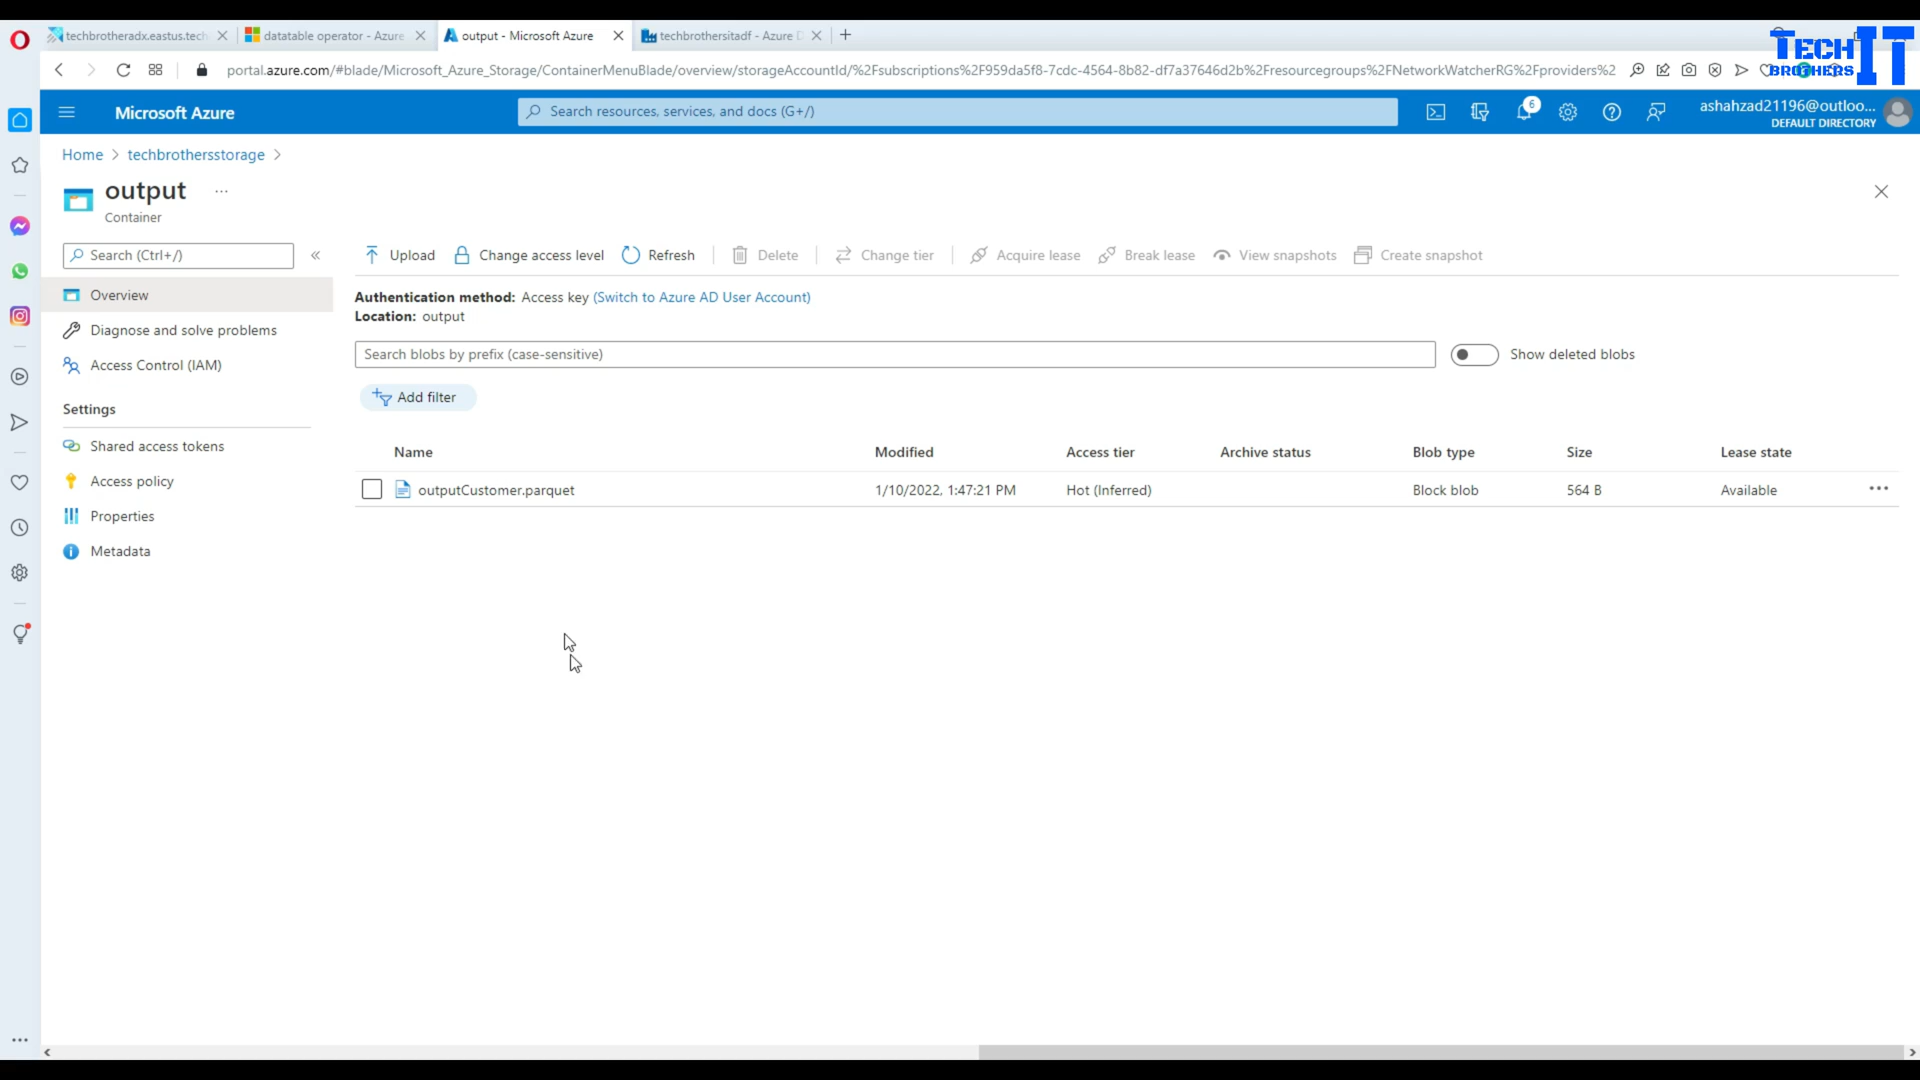 techbrotheradx.eastus.tech
datatable operator - Azure
output - Microsoft Azure
techbrothersitadf - Azure D
TECH BROTHERS IT
portal.azure.com/#blade/Microsoft_Azure_Storage/ContainerMenuBlade/overview/storageAccountId/%2Fsubscriptions%2F959da5f8-7cdc-4564-8b82-df7a37646d2b%2Fresourcegroups%2FNetworkWatcherRG%2Fproviders%2
Microsoft Azure
Search resources, services, and docs (G+/)
6
ashahzad21196@outloo...
DEFAULT DIRECTORY
Home > techbrothersstorage >
output ...
Container
Search (Ctrl+/)
«
Upload
Change access level
Refresh
Delete
Change tier
Acquire lease
Break lease
View snapshots
Create snapshot
Overview
Diagnose and solve problems
Access Control (IAM)
Settings
Shared access tokens
Access policy
Properties
Metadata
Authentication method: Access key (Switch to Azure AD User Account)
Location: output
Search blobs by prefix (case-sensitive)
Show deleted blobs
Add filter
Name Modified Access tier Archive status Blob type Size Lease state
outputCustomer.parquet 1/10/2022, 1:47:21 PM Hot (Inferred) Block blob 564 B Available ...